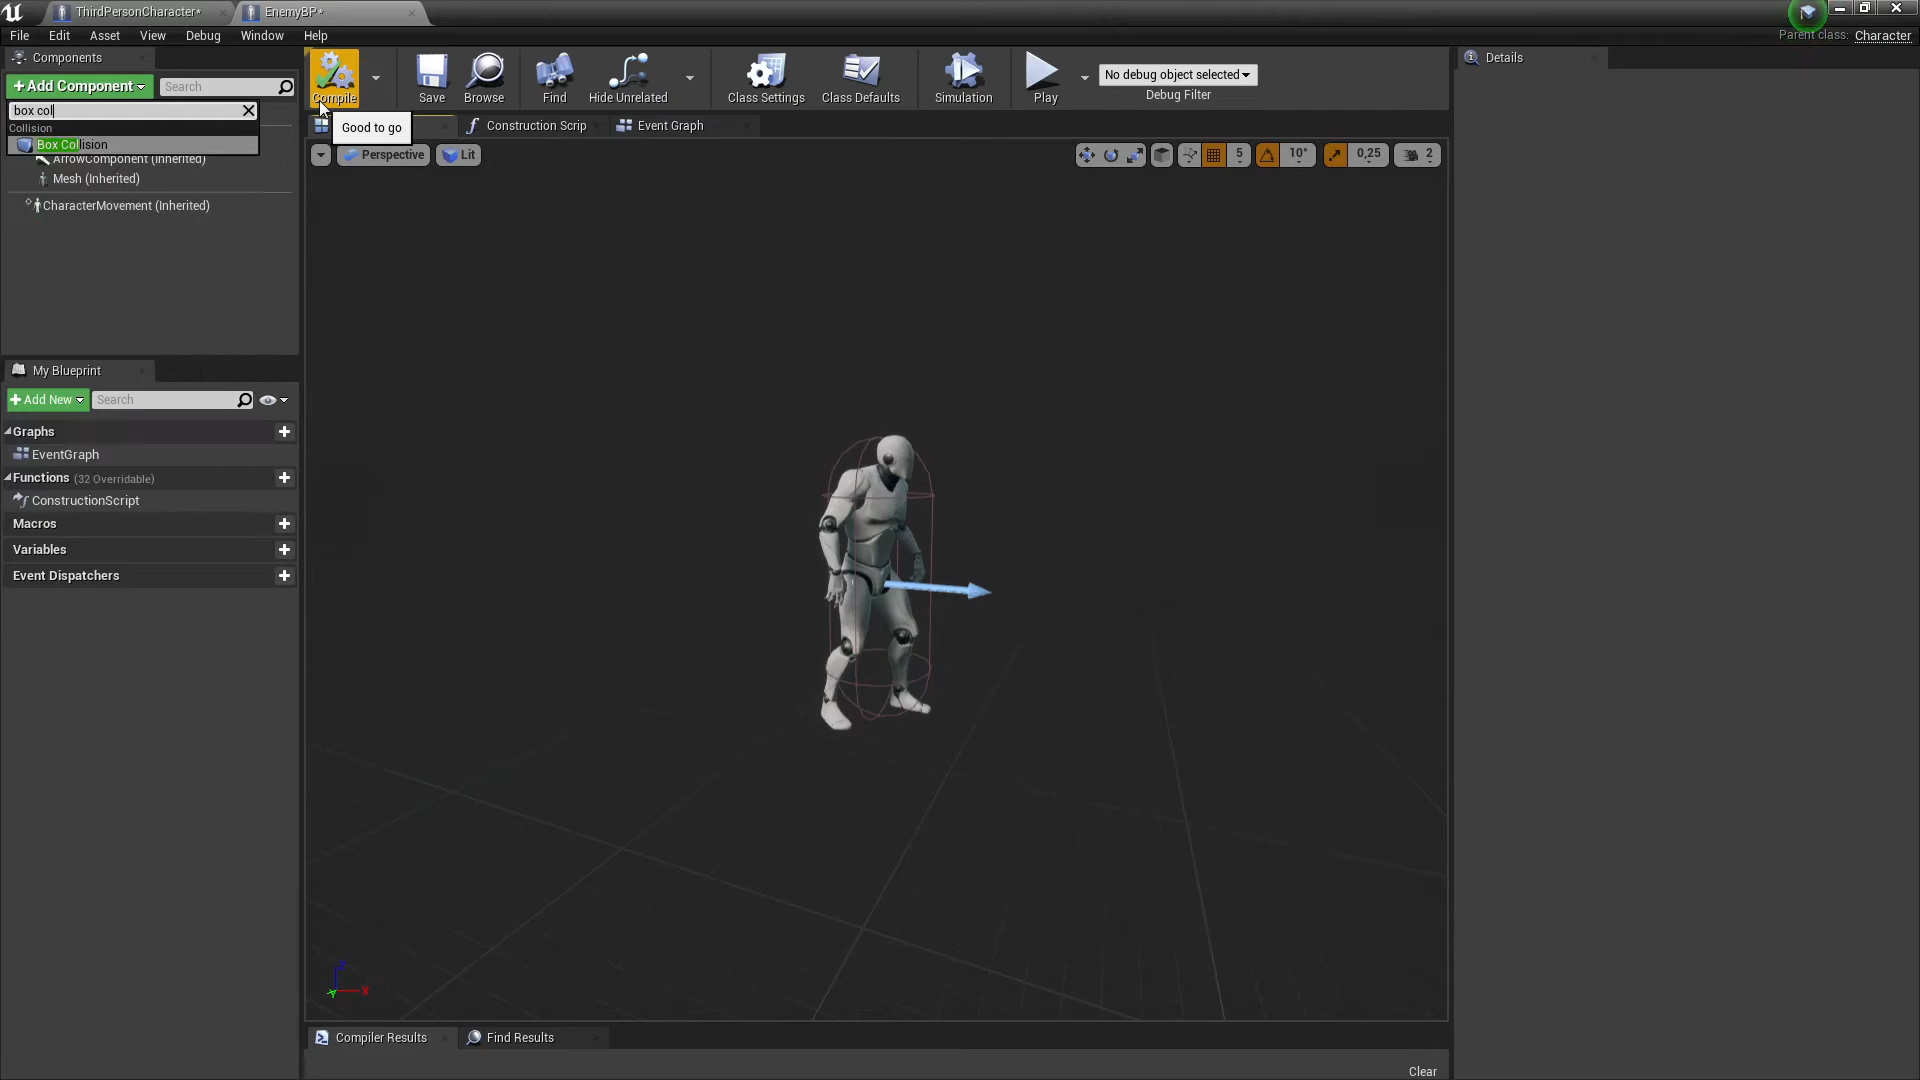 ThirdPersonCharacter*
EnemyBP*
File Edit Asset View Debug Window Help
Parent class: Character
Components
+ Add Component
Search
box col
Collision
Box Collision
ArrowComponent (Inherited)
Mesh (Inherited)
CharacterMovement (Inherited)
Compile
Save
Browse
Find
Hide Unrelated
Class Settings
Class Defaults
Simulation
Play
No debug object selected
Debug Filter
Details
Good to go
Construction Scrip
Event Graph
Perspective
Lit
5
10°
0,25
2
My Blueprint
+ Add New
Search
Graphs
EventGraph
Functions (32 Overridable)
ConstructionScript
Macros
Variables
Event Dispatchers
Z
X
Y
Compiler Results
Find Results
Clear